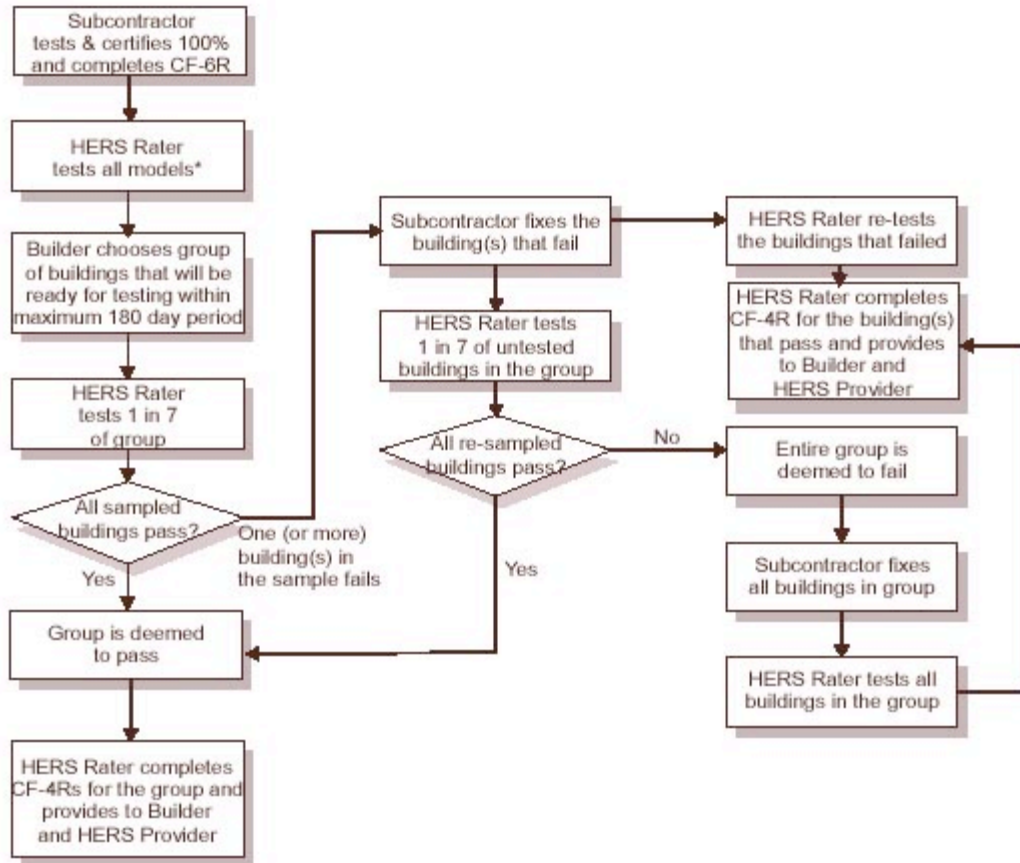 Subcontractor
tests & certifies 100%
and completes CF-6R
HERS Rater
tests all models*
Builder chooses group
of buildings that will be
ready for testing within
maximum 180 day period
HERS Rater
tests 1 in 7
of group
All sampled
buildings pass?
One (or more)
building(s) in
the sample fails
Yes
Group is deemed
to pass
HERS Rater completes
CF-4Rs for the group and
provides to Builder
and HERS Provider
Subcontractor fixes the
building(s) that fail
HERS Rater tests
1 in 7 of untested
buildings in the group
All re-sampled
buildings pass?
No
Yes
HERS Rater re-tests
the buildings that failed
HERS Rater completes
CF-4R for the building(s)
that pass and provides
to Builder and
HERS Provider
Entire group is
deemed to fail
Subcontractor fixes
all buildings in group
HERS Rater tests all
buildings in the group